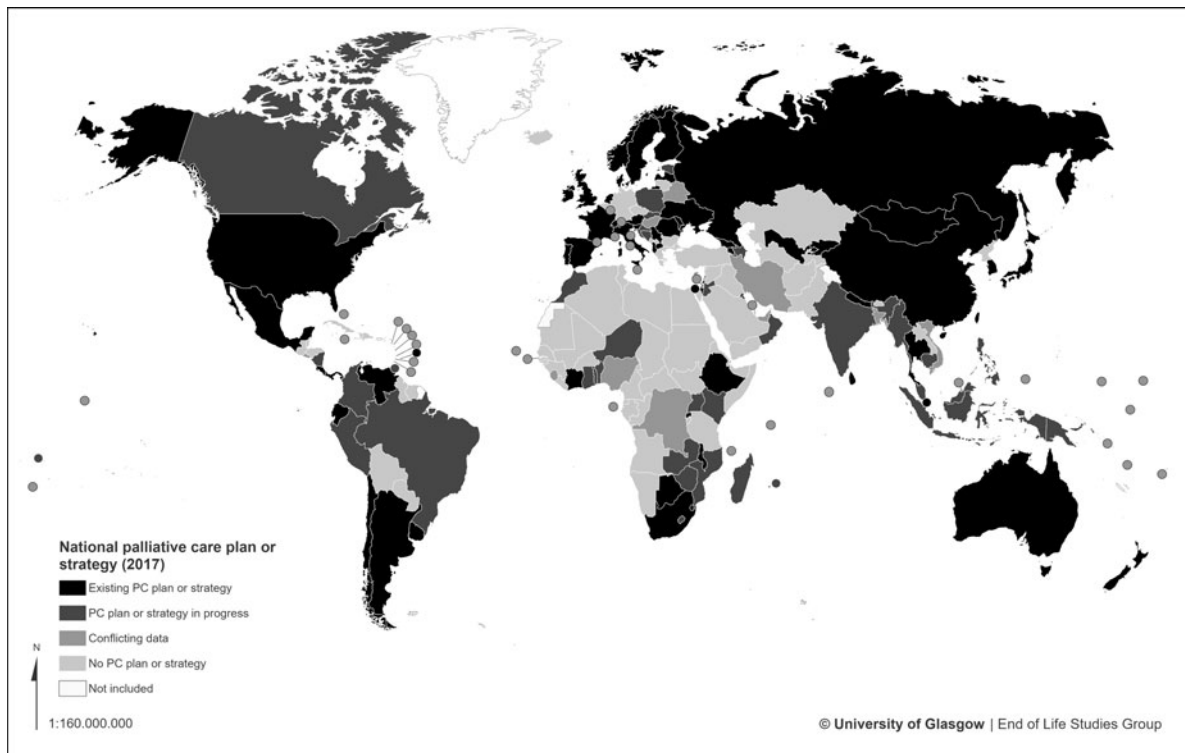 National palliative care plan or
strategy (2017)
Existing PC plan or strategy
PC plan or strategy in progress
Conflicting data
No PC plan or strategy
Not included
N
1:160.000.000
© University of Glasgow | End of Life Studies Group